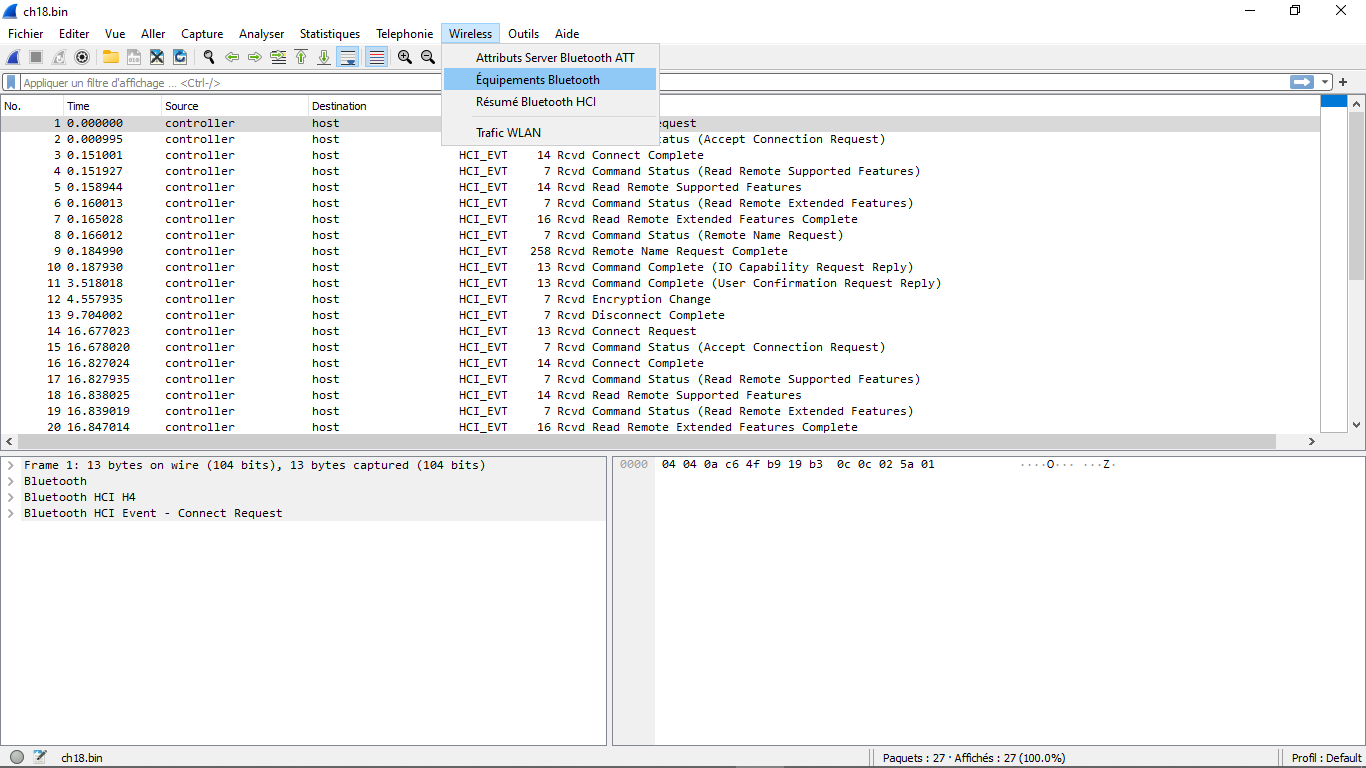 ch18.bin
Fichier Editer Vue Aller Capture Analyser Statistiques Telephonie Wireless Outils Aide
Attributs Server Bluetooth ATT
Équipements Bluetooth
Résumé Bluetooth HCI
Trafic WLAN
Appliquer un filtre d'affichage ... <Ctrl-/>
No. Time Source Destination
1 0.000000 controller host equest
2 0.000995 controller host tatus (Accept Connection Request)
3 0.151001 controller host HCI_EVT 14 Rcvd Connect Complete
4 0.151927 controller host HCI_EVT 7 Rcvd Command Status (Read Remote Supported Features)
5 0.158944 controller host HCI_EVT 14 Rcvd Read Remote Supported Features
6 0.160013 controller host HCI_EVT 7 Rcvd Command Status (Read Remote Extended Features)
7 0.165028 controller host HCI_EVT 16 Rcvd Read Remote Extended Features Complete
8 0.166012 controller host HCI_EVT 7 Rcvd Command Status (Remote Name Request)
9 0.184990 controller host HCI_EVT 258 Rcvd Remote Name Request Complete
10 0.187930 controller host HCI_EVT 13 Rcvd Command Complete (IO Capability Request Reply)
11 3.518018 controller host HCI_EVT 13 Rcvd Command Complete (User Confirmation Request Reply)
12 4.557935 controller host HCI_EVT 7 Rcvd Encryption Change
13 9.704002 controller host HCI_EVT 7 Rcvd Disconnect Complete
14 16.677023 controller host HCI_EVT 13 Rcvd Connect Request
15 16.678020 controller host HCI_EVT 7 Rcvd Command Status (Accept Connection Request)
16 16.827024 controller host HCI_EVT 14 Rcvd Connect Complete
17 16.827935 controller host HCI_EVT 7 Rcvd Command Status (Read Remote Supported Features)
18 16.838025 controller host HCI_EVT 14 Rcvd Read Remote Supported Features
19 16.839019 controller host HCI_EVT 7 Rcvd Command Status (Read Remote Extended Features)
20 16.847014 controller host HCI_EVT 16 Rcvd Read Remote Extended Features Complete
Frame 1: 13 bytes on wire (104 bits), 13 bytes captured (104 bits)
Bluetooth
Bluetooth HCI H4
Bluetooth HCI Event - Connect Request
0000 04 04 0a c6 4f b9 19 b3 0c 0c 02 5a 01 ····O··· ···Z·
ch18.bin
Paquets : 27 · Affichés : 27 (100.0%)
Profil : Default